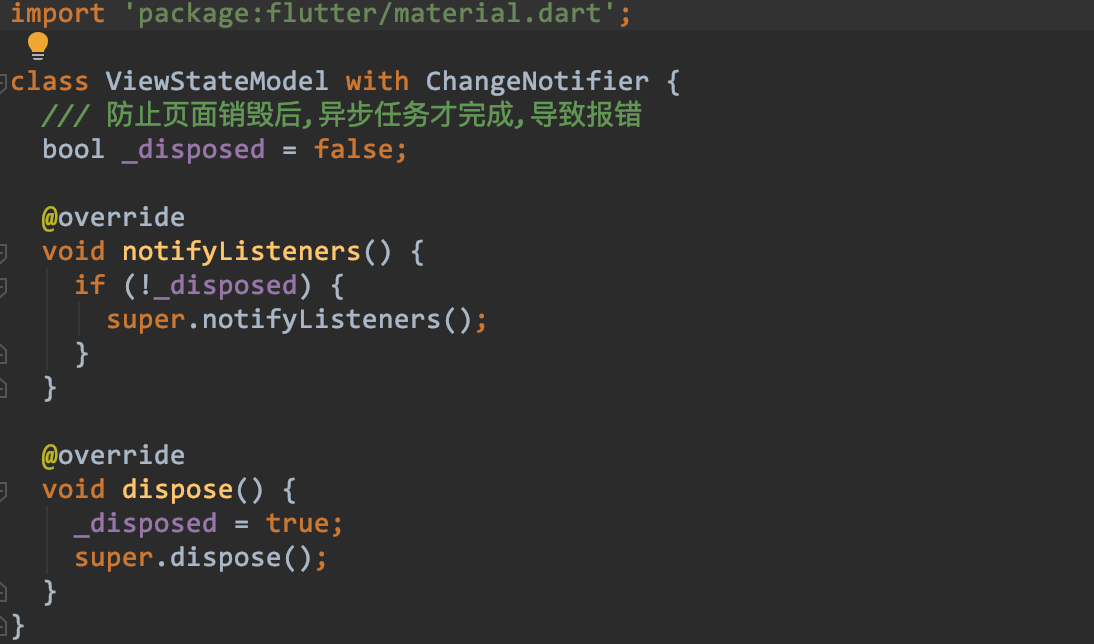 import 'package:flutter/material.dart';
class ViewStateModel with ChangeNotifier {
/// 防止页面销毁后,异步任务才完成,导致报错
bool _disposed = false;
@override
void notifyListeners() {
if (!_disposed) {
super.notifyListeners();
}
}
@override
void dispose() {
_disposed = true;
super.dispose();
}
}